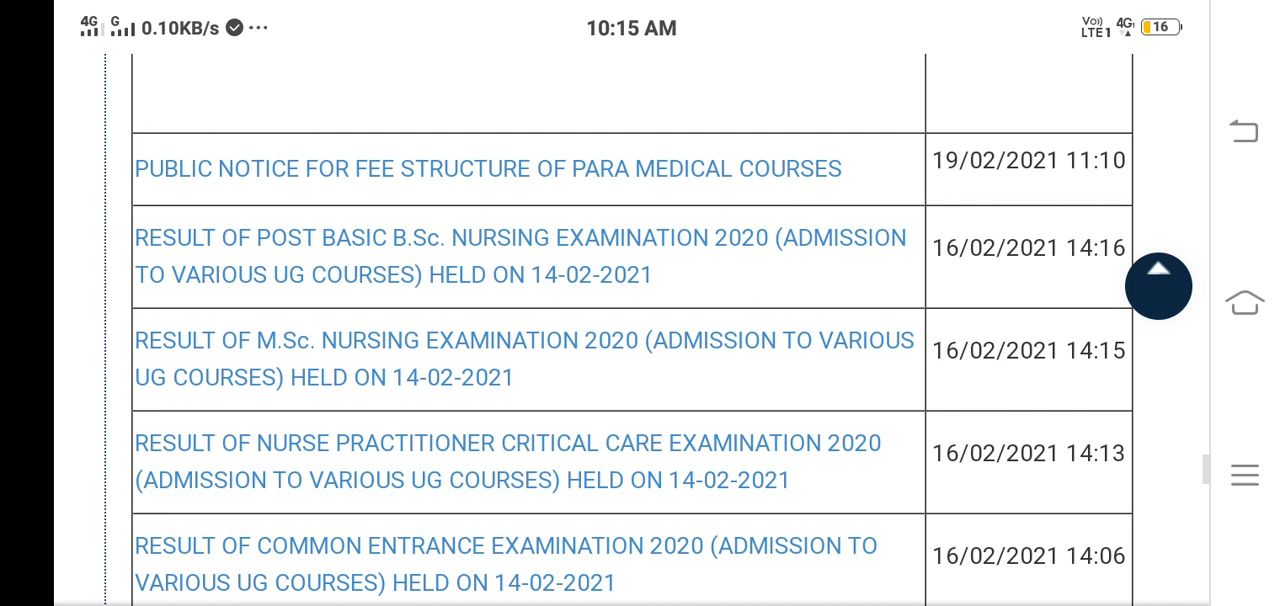 4G G 0.10KB/s 10:15 AM Vo)) LTE1 4G 16
PUBLIC NOTICE FOR FEE STRUCTURE OF PARA MEDICAL COURSES 19/02/2021 11:10
RESULT OF POST BASIC B.Sc. NURSING EXAMINATION 2020 (ADMISSION
TO VARIOUS UG COURSES) HELD ON 14-02-2021
16/02/2021 14:16
RESULT OF M.Sc. NURSING EXAMINATION 2020 (ADMISSION TO VARIOUS
UG COURSES) HELD ON 14-02-2021
16/02/2021 14:15
RESULT OF NURSE PRACTITIONER CRITICAL CARE EXAMINATION 2020
(ADMISSION TO VARIOUS UG COURSES) HELD ON 14-02-2021
16/02/2021 14:13
RESULT OF COMMON ENTRANCE EXAMINATION 2020 (ADMISSION TO
VARIOUS UG COURSES) HELD ON 14-02-2021
16/02/2021 14:06